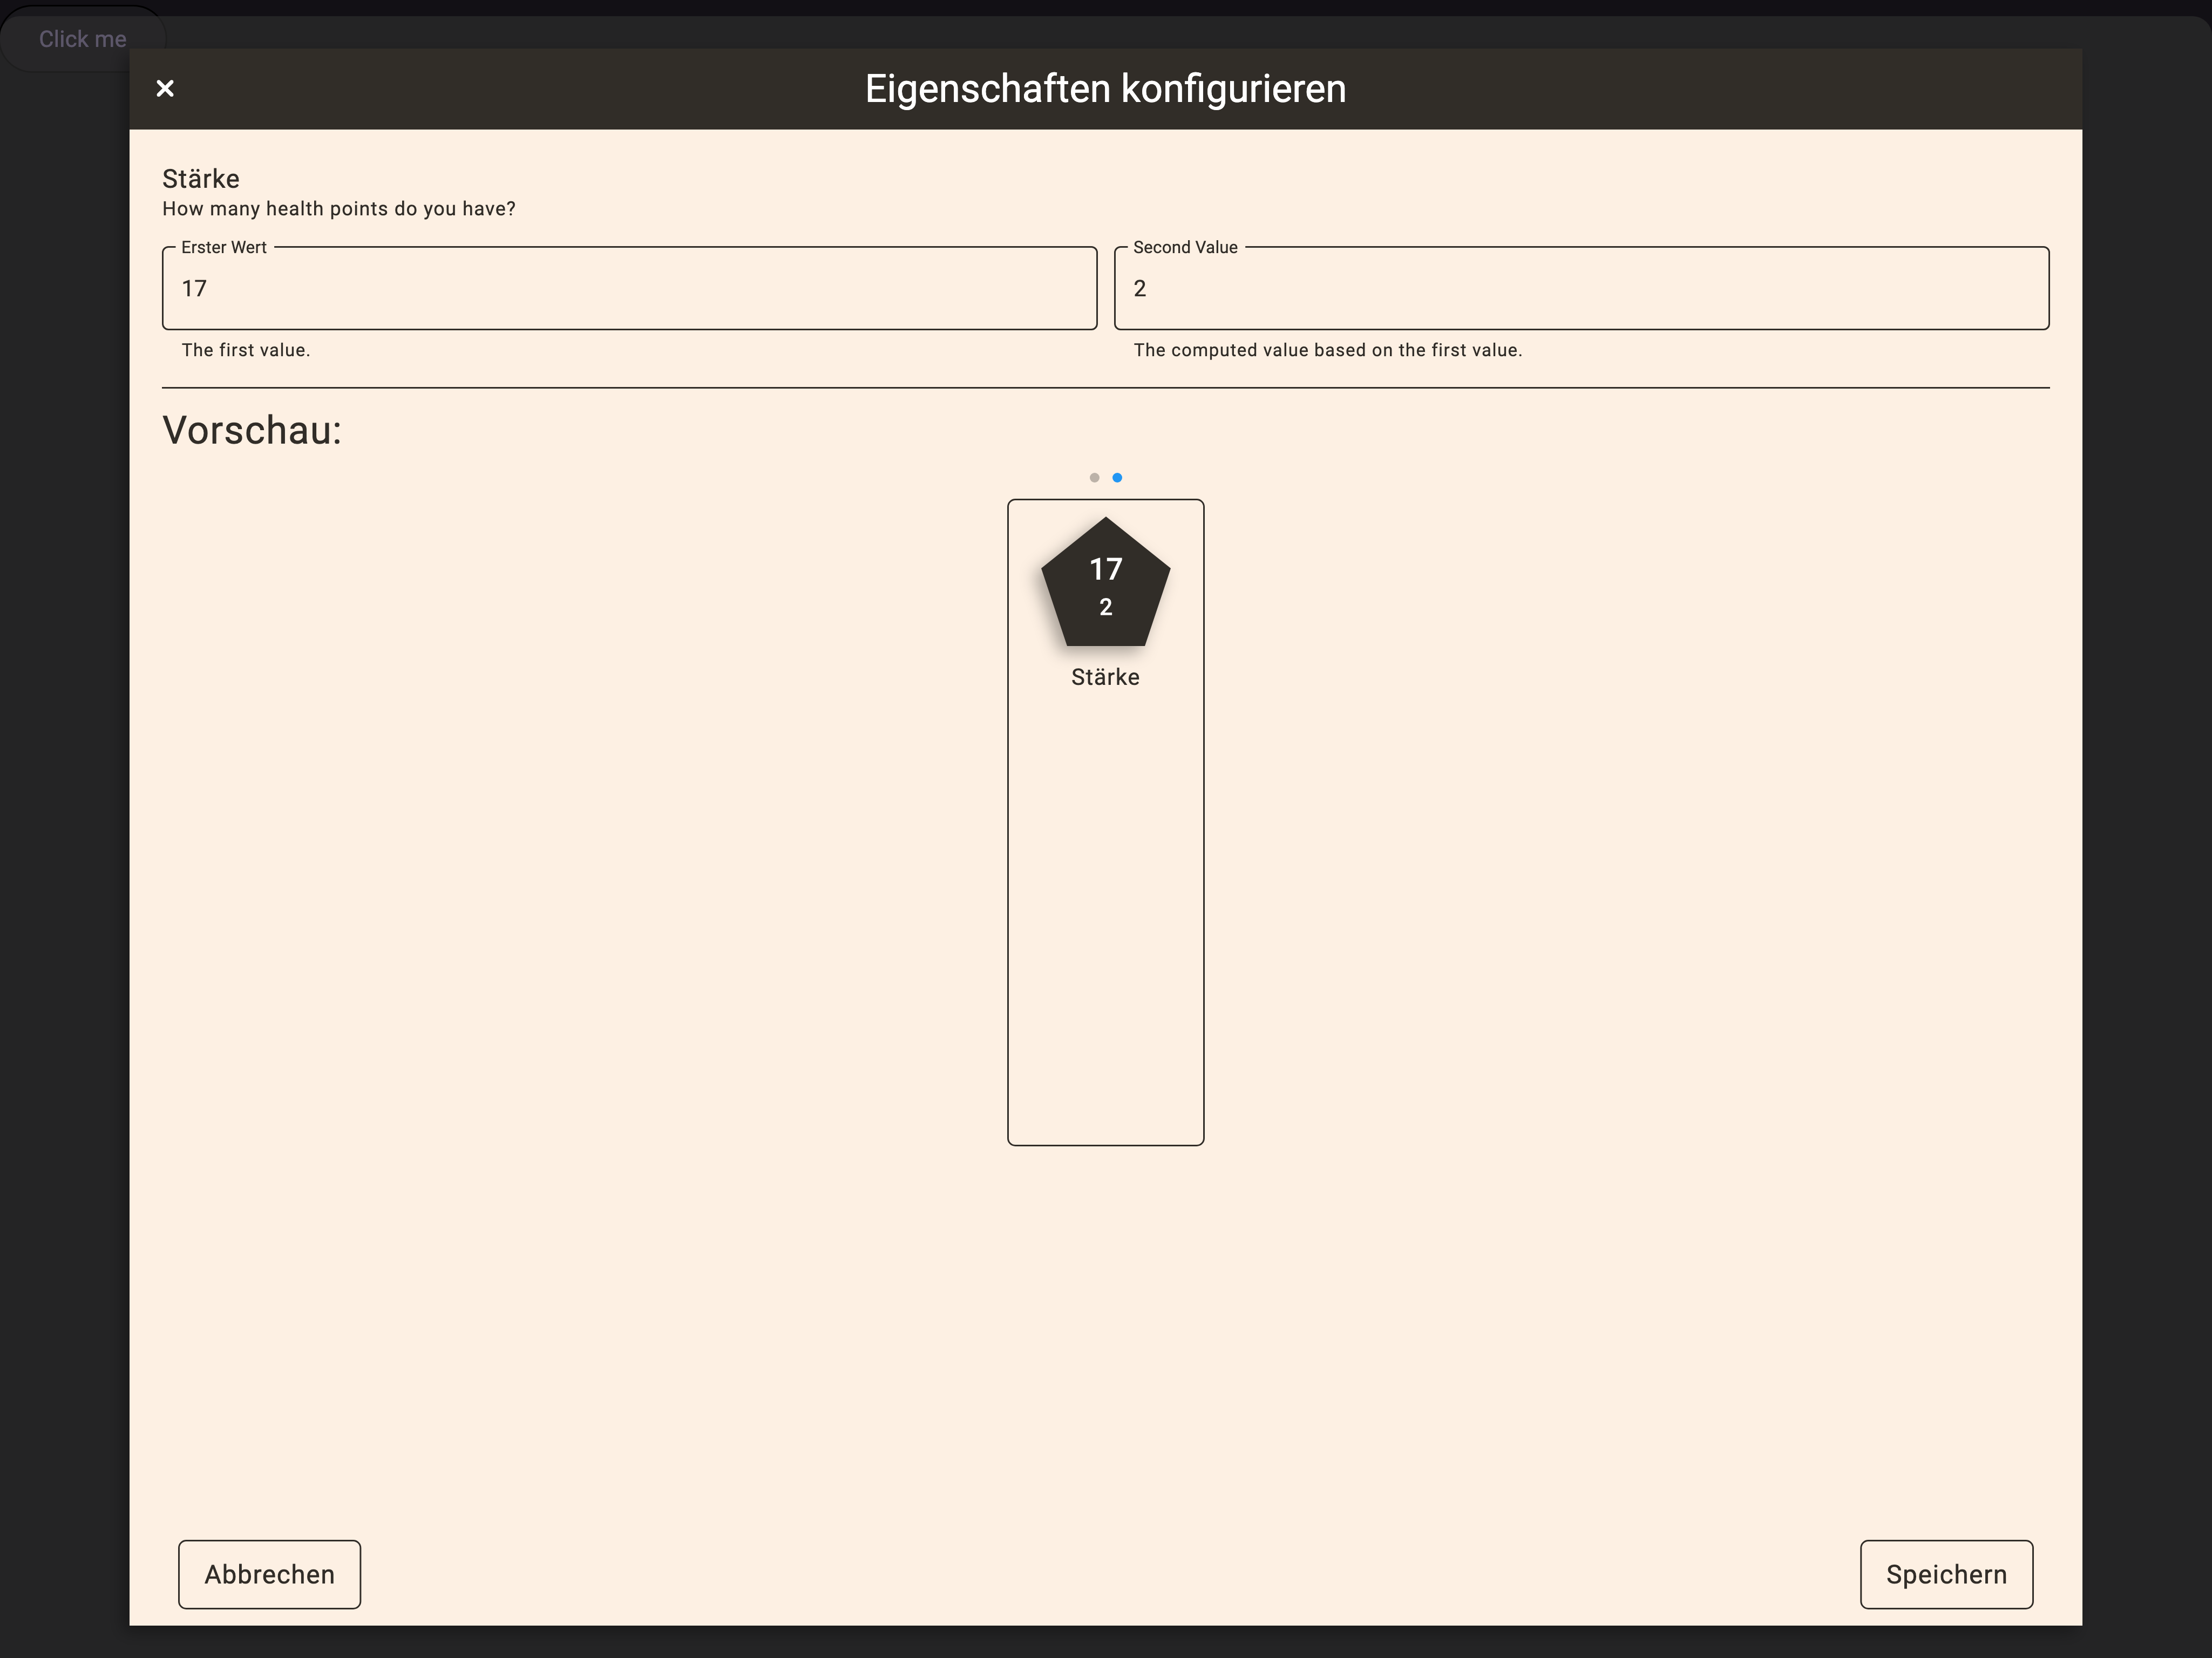 Click me
Eigenschaften konfigurieren
Stärke
How many health points do you have?
Erster Wert
17
The first value.
Second Value
2
The computed value based on the first value.
Vorschau:
17
2
Stärke
Abbrechen
Speichern